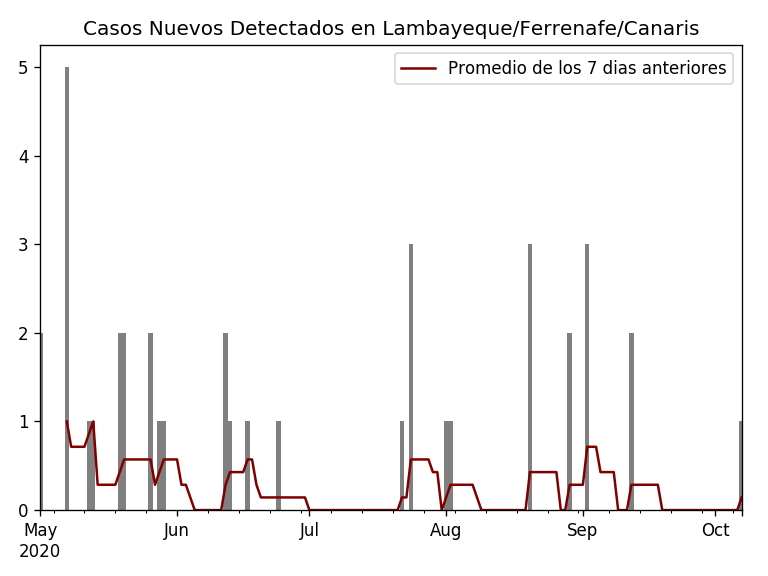 Casos Nuevos Detectados en Lambayeque/Ferrenafe/Canaris
Promedio de los 7 dias anteriores
5
4
3
2
1
0
May Jun Jul Aug Sep Oct
2020